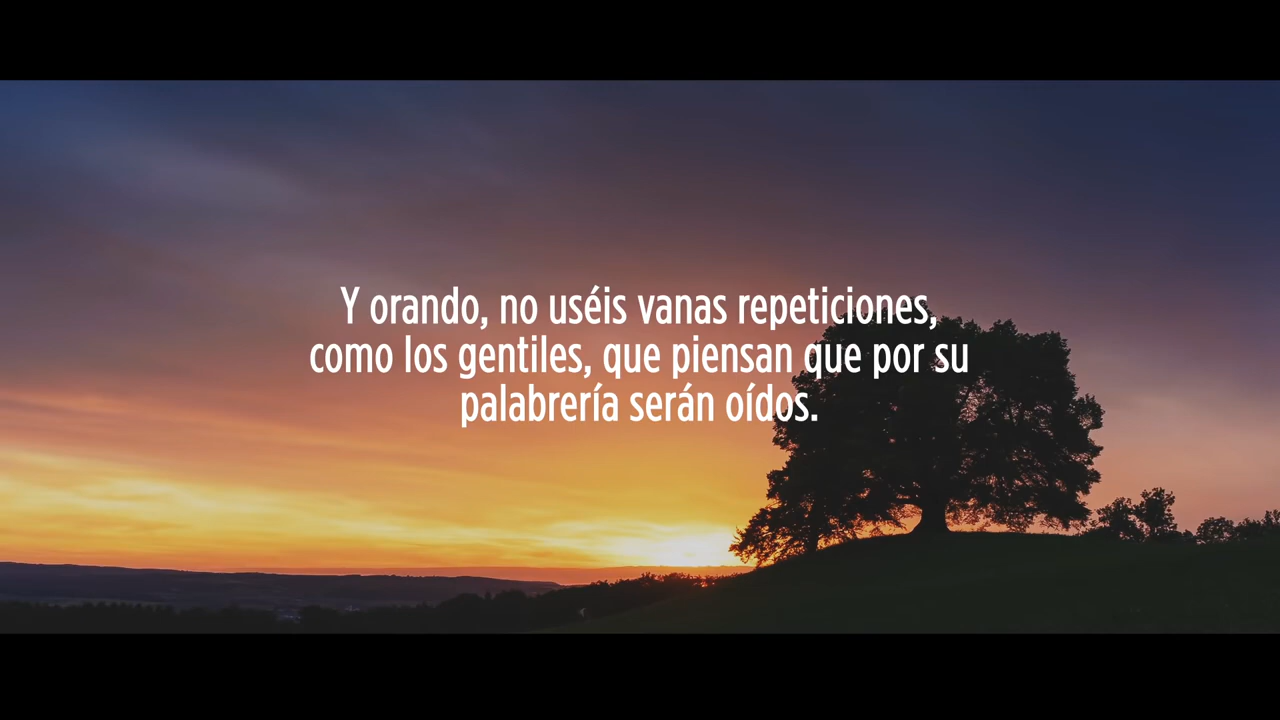 Y orando, no uséis vanas repeticiones,
como los gentiles, que piensan que por su
palabrería serán oídos.